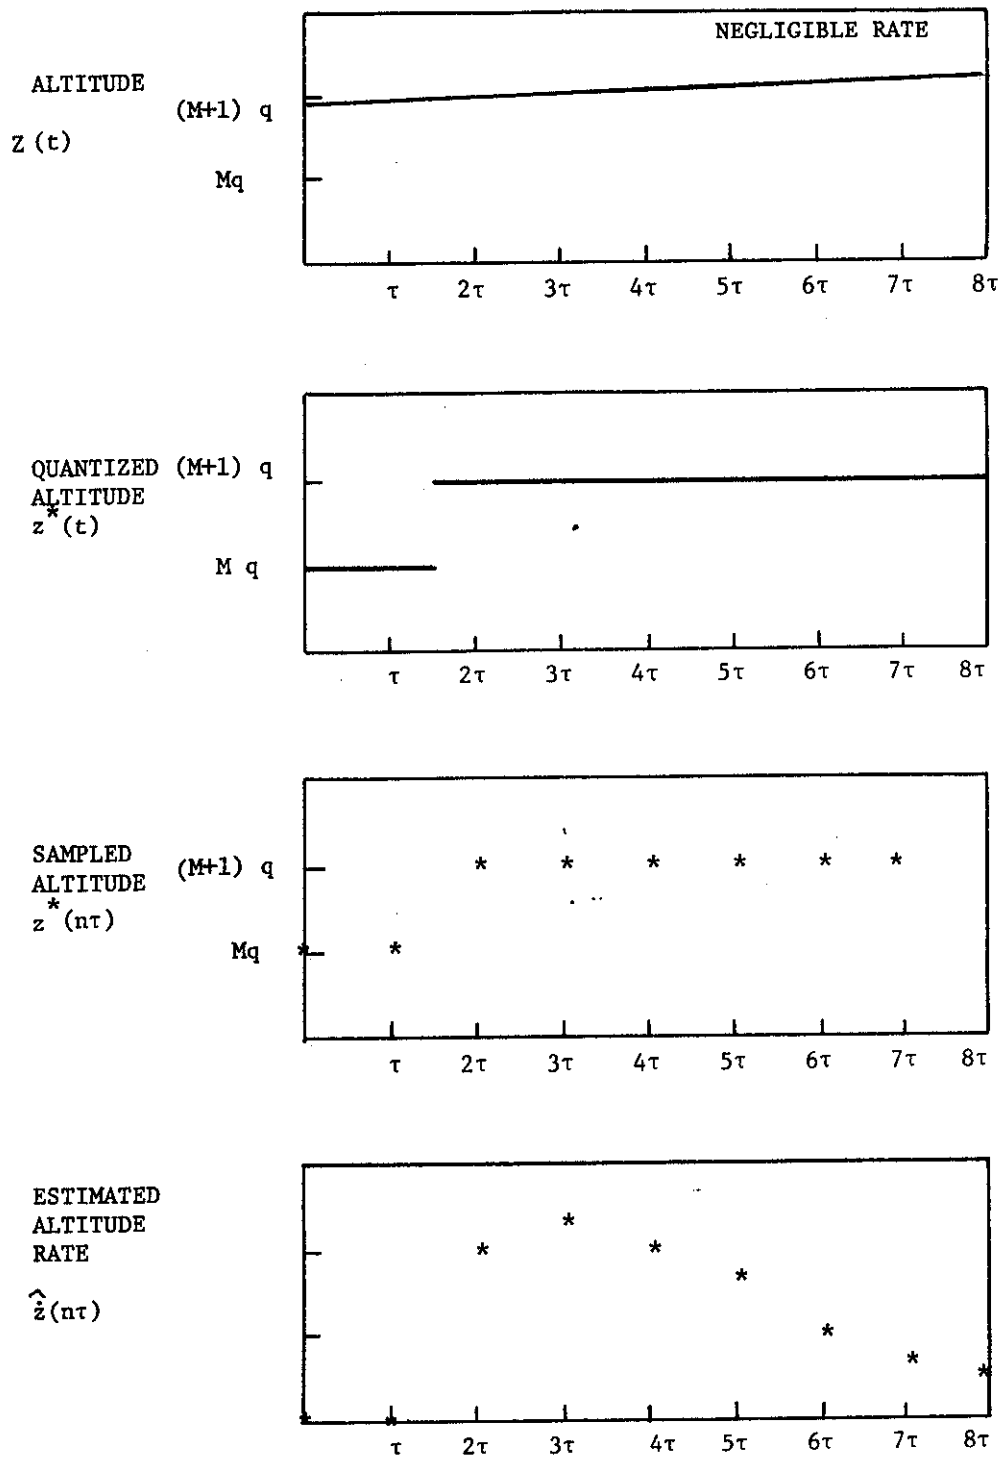 NEGLIGIBLE RATE
ALTITUDE
(M+1) q
Z (t)
Mq
τ 2τ 3τ 4τ 5τ 6τ 7τ 8τ
QUANTIZED (M+1) q
ALTITUDE
z*(t)
M q
τ 2τ 3τ 4τ 5τ 6τ 7τ 8τ
SAMPLED
(M+1) q
ALTITUDE
z*(nτ)
Mq
τ 2τ 3τ 4τ 5τ 6τ 7τ 8τ
ESTIMATED
ALTITUDE
RATE
ẑ̇(nτ)
τ 2τ 3τ 4τ 5τ 6τ 7τ 8τ